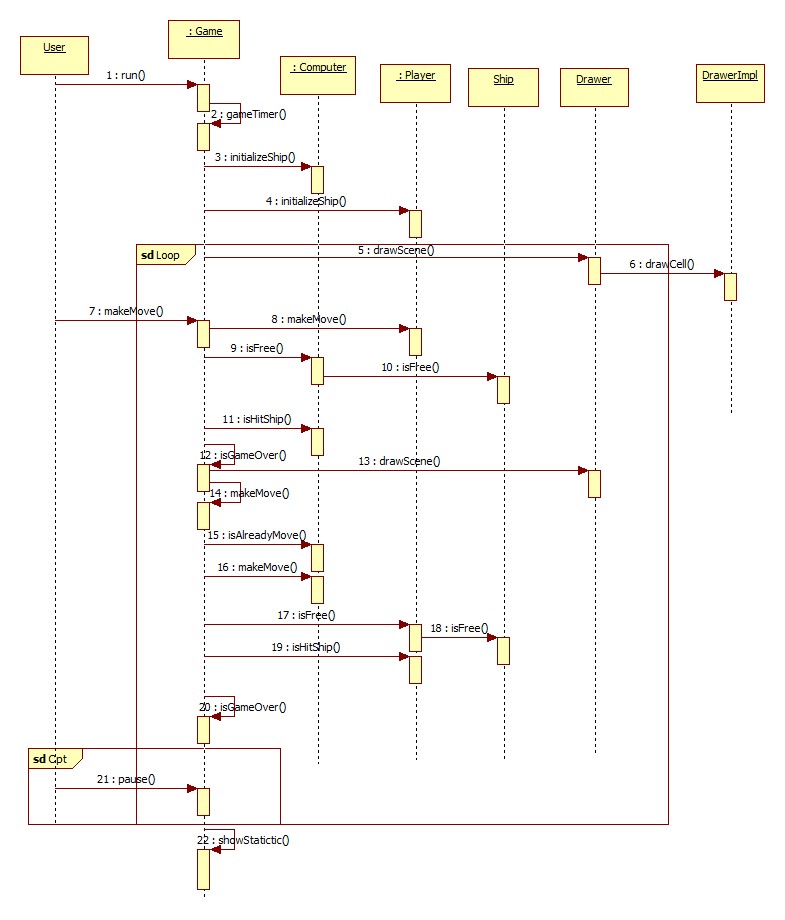 : Game
User
: Computer
: Player
Ship
Drawer
DrawerImpl
1 : run()
2 : gameTimer()
3 : initializeShip()
4 : initializeShip()
sd Loop
5 : drawScene()
6 : drawCell()
7 : makeMove()
8 : makeMove()
9 : isFree()
10 : isFree()
11 : isHitShip()
12 : isGameOver()
13 : drawScene()
14 : makeMove()
15 : isAlreadyMove()
16 : makeMove()
17 : isFree()
18 : isFree()
19 : isHitShip()
20 : isGameOver()
sd Opt
21 : pause()
22 : showStatictic()